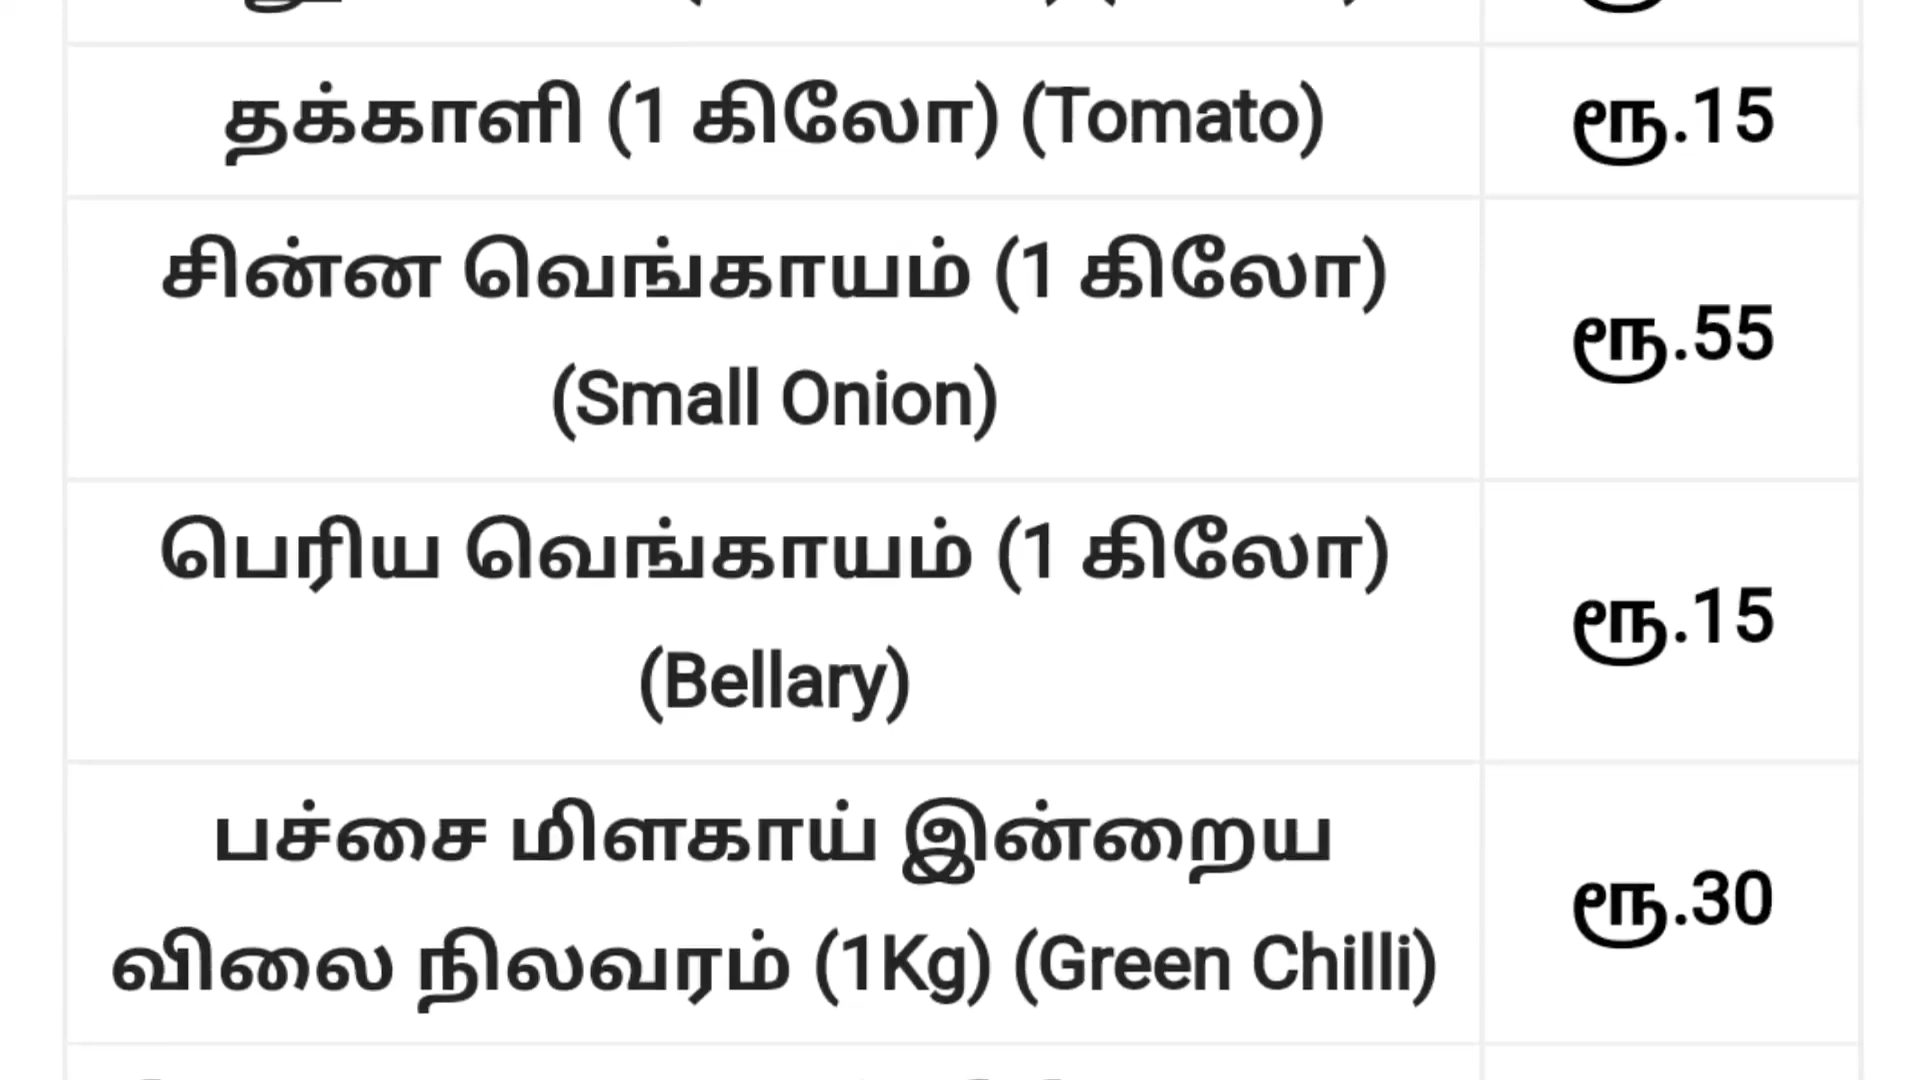 தக்காளி (1 கிலோ) (Tomato) ரூ.15
சின்ன வெங்காயம் (1 கிலோ)
(Small Onion)
ரூ.55
பெரிய வெங்காயம் (1 கிலோ)
(Bellary)
ரூ.15
பச்சை மிளகாய் இன்றைய
விலை நிலவரம் (1Kg) (Green Chilli)
ரூ.30